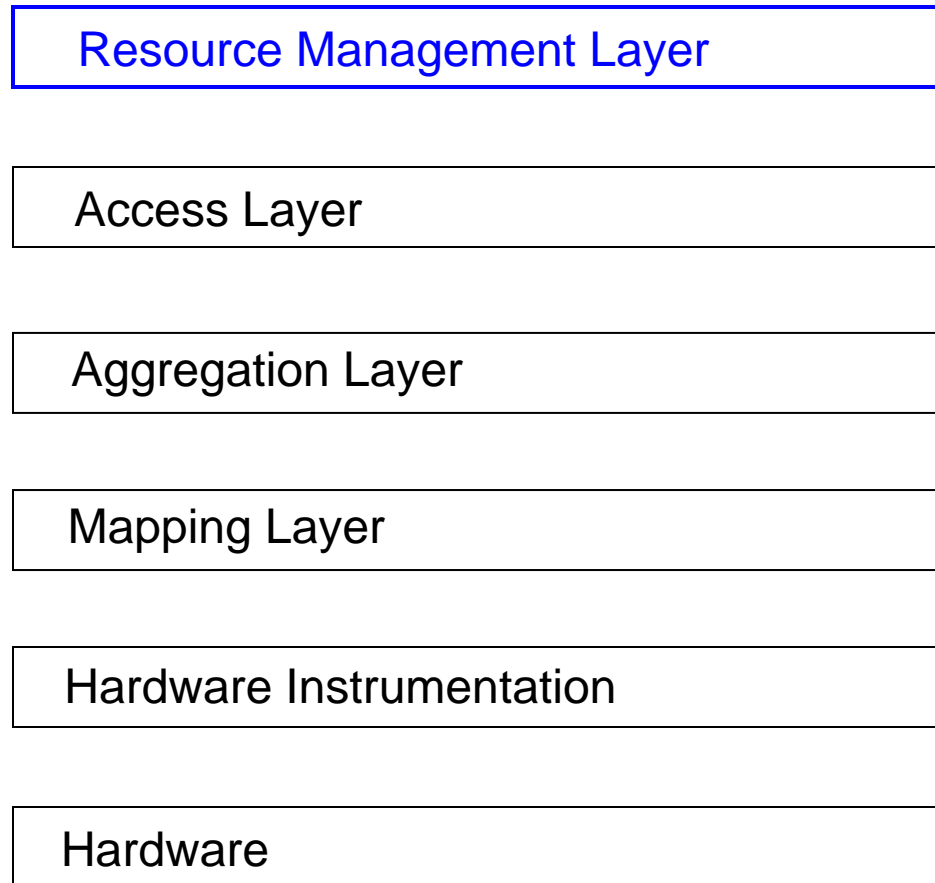 Resource Management Layer
Access Layer
Aggregation Layer
Mapping Layer
Hardware Instrumentation
Hardware